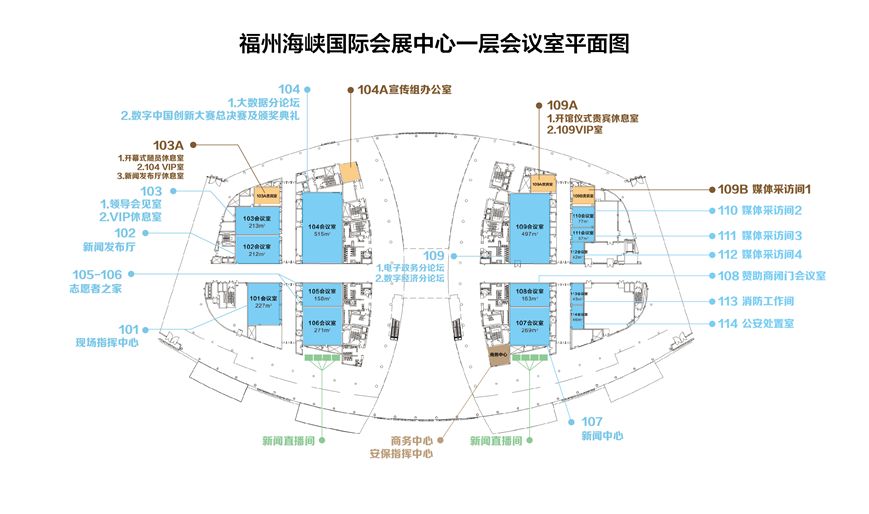 福州海峡国际会展中心一层会议室平面图
104
1.大数据分论坛
2.数字中国创新大赛总决赛及颁奖典礼
104A宣传组办公室
109A
1.开馆仪式贵宾休息室
2.109VIP室
103A
1.开幕式随员休息室
2.104 VIP室
3.新闻发布厅休息室
103
1.领导会见室
2.VIP休息室
102
新闻发布厅
105-106
志愿者之家
101
现场指挥中心
109
1.电子政务分论坛
2.数字经济分论坛
109B 媒体采访间1
110 媒体采访间2
111 媒体采访间3
112 媒体采访间4
108 赞助商闭门会议室
113 消防工作间
114 公安处置室
107
新闻中心
新闻直播间
商务中心
安保指挥中心
新闻直播间
103A贵宾室
103会议室
213㎡
102会议室
212㎡
104会议室
515㎡
101会议室
227㎡
105会议室
158㎡
106会议室
271㎡
109A贵宾室
109会议室
497㎡
110会议室
77㎡
111会议室
57㎡
108会议室
163㎡
107会议室
269㎡
商务中心